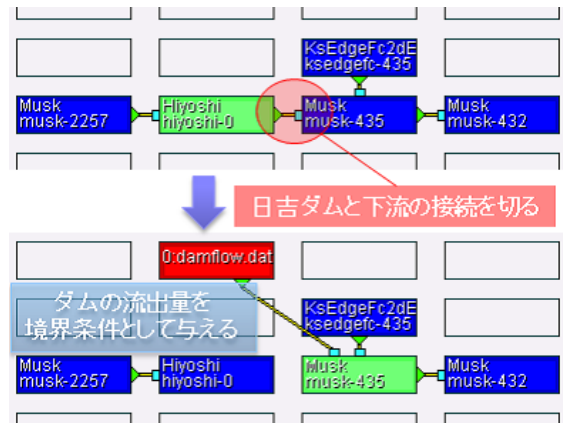 KsEdgeFc2dE
ksedgefc-435
Musk
musk-2257
Hiyoshi
hiyoshi-0
Musk
musk-435
Musk
musk-432
日吉ダムと下流の接続を切る
0:damflow.dat
ダムの流出量を
境界条件として与える
KsEdgeFc2dE
ksedgefc-435
Musk
musk-2257
Hiyoshi
hiyoshi-0
Musk
musk-435
Musk
musk-432